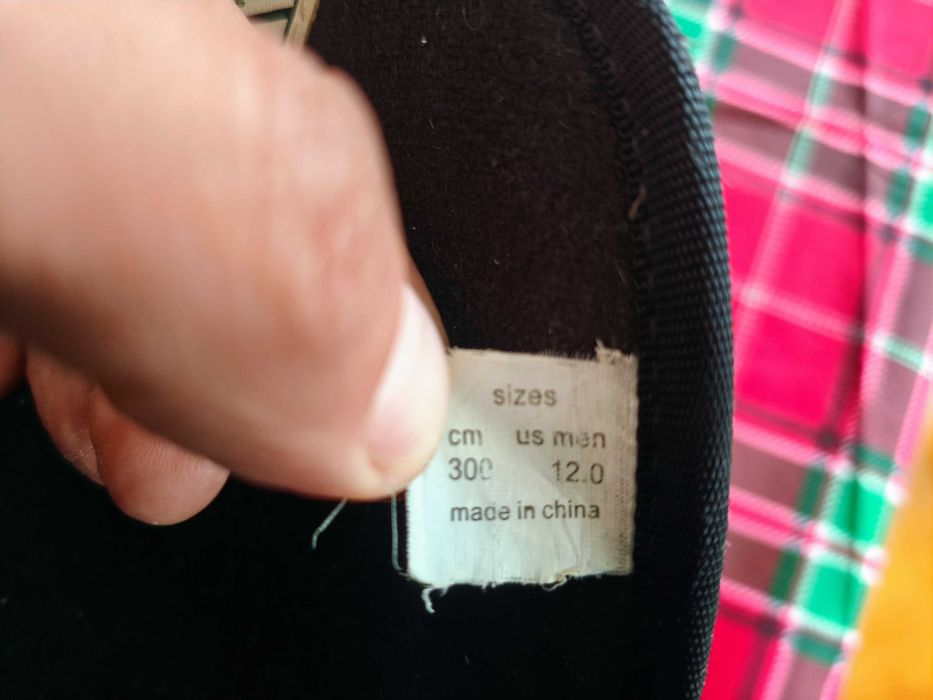 sizes
cm us men
300 12.0
made in china